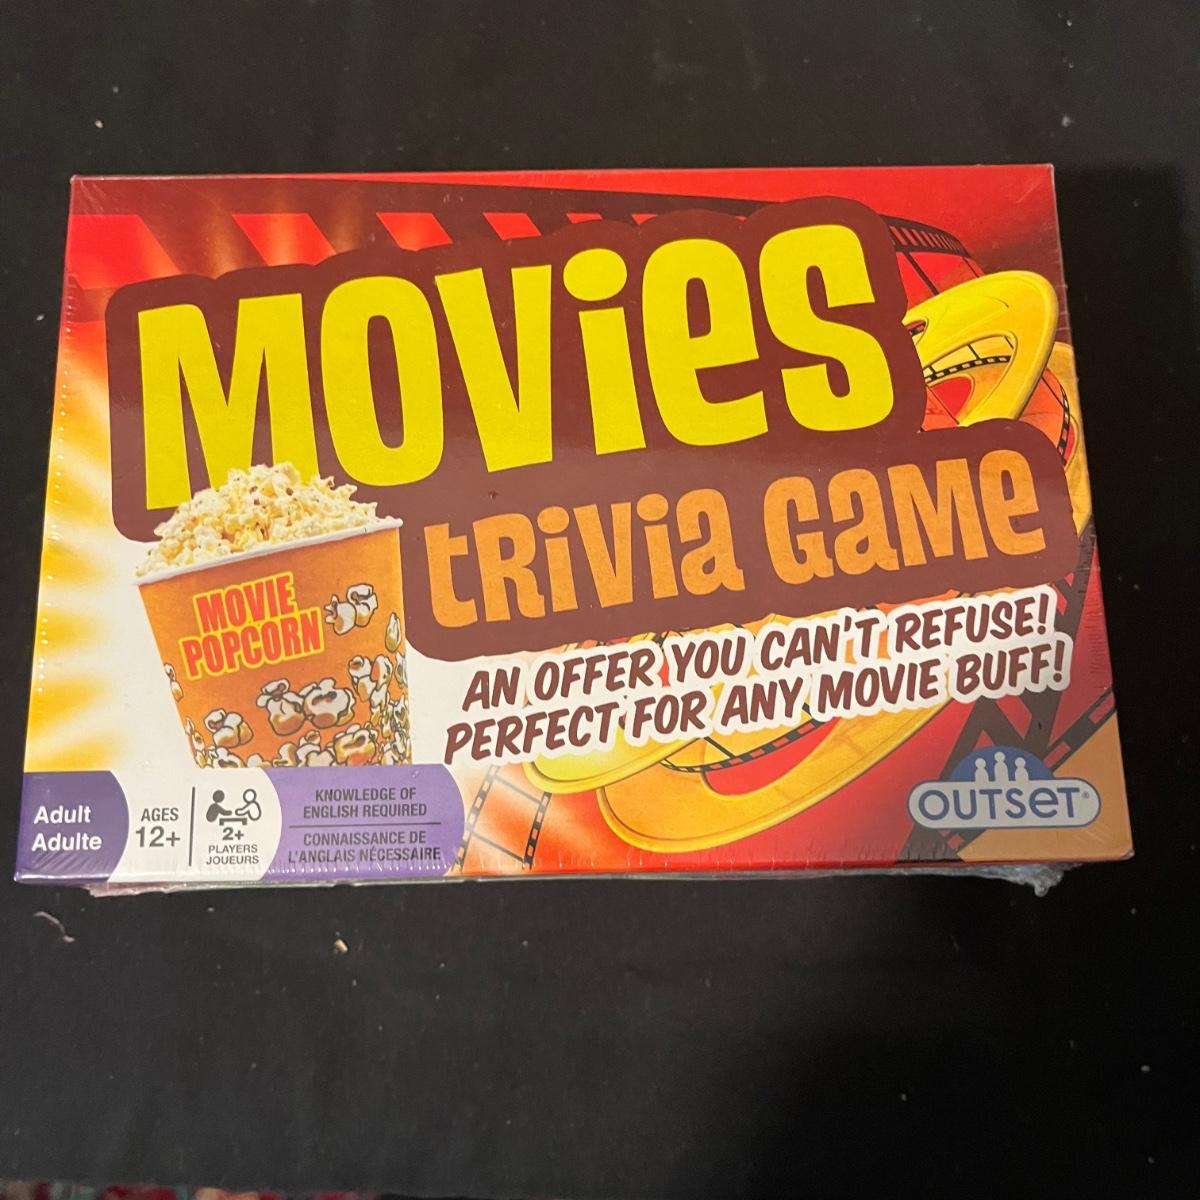 MOVies
tRiVia GaMe
MOVIE
POPCORN
AN OFFER YOU CAN'T REFUSE!
PERFECT FOR ANY MOVIE BUFF!
Adult
Adulte
AGES
12+
2+
PLAYERS
JOUEURS
KNOWLEDGE OF
ENGLISH REQUIRED
CONNAISSANCE DE
L'ANGLAIS NÉCESSAIRE
OUTSET®